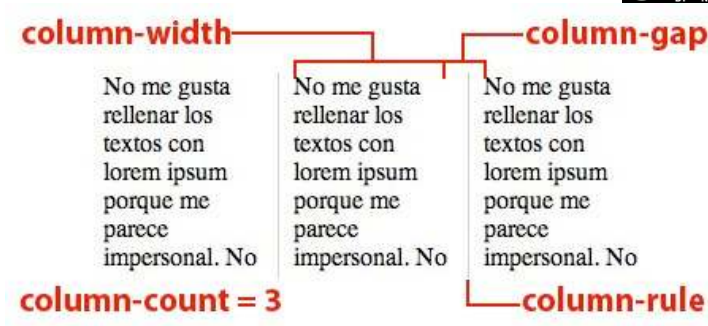 column-width
column-gap
No me gusta
rellenar los
textos con
lorem ipsum
porque me
parece
impersonal. No
No me gusta
rellenar los
textos con
lorem ipsum
porque me
parece
impersonal. No
No me gusta
rellenar los
textos con
lorem ipsum
porque me
parece
impersonal. No
column-count = 3
column-rule